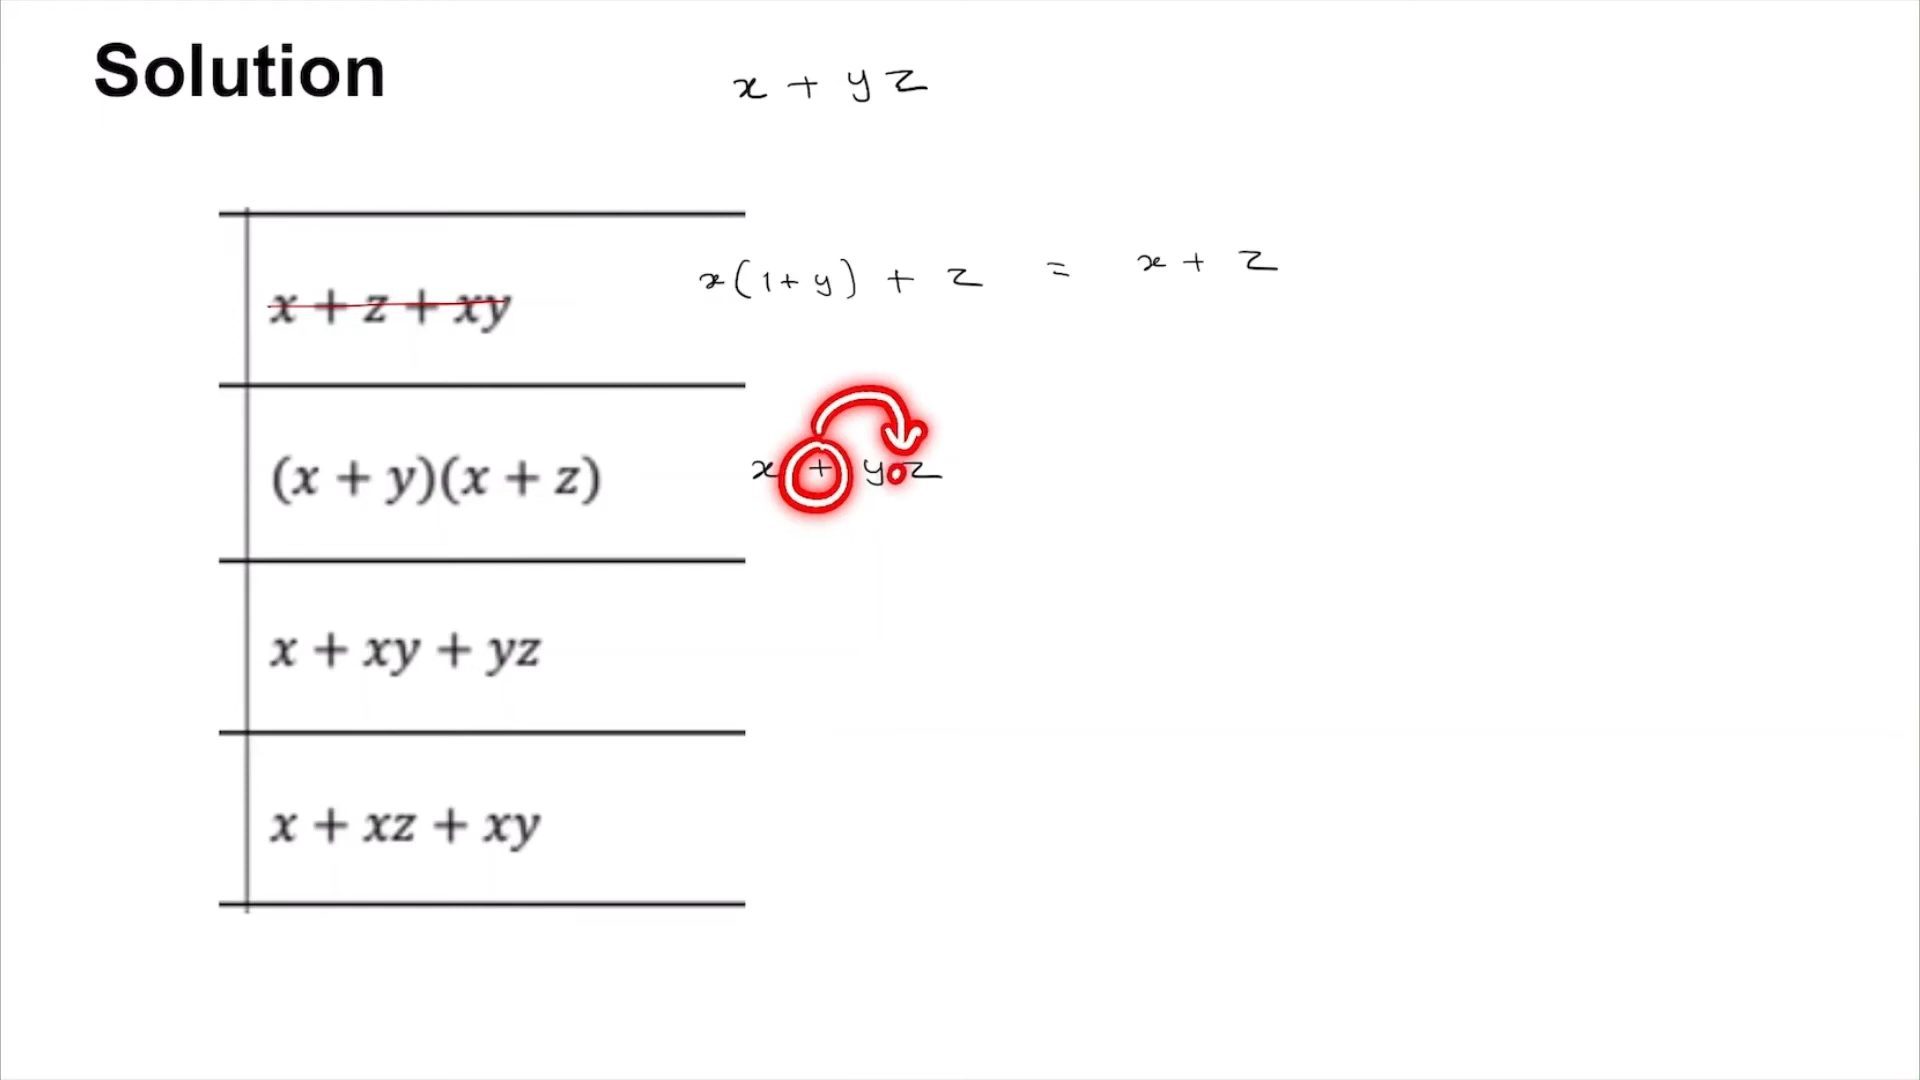 Solution
x + yz
x + z + xy
x(1 + y) + z = x + z
(x + y)(x + z)
x + y.z
x + xy + yz
x + xz + xy